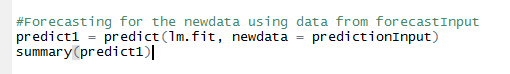 #Forecasting for the newdata using data from forecastInput
predict1 = predict(lm.fit, newdata = predictionInput)
summary(predict1)